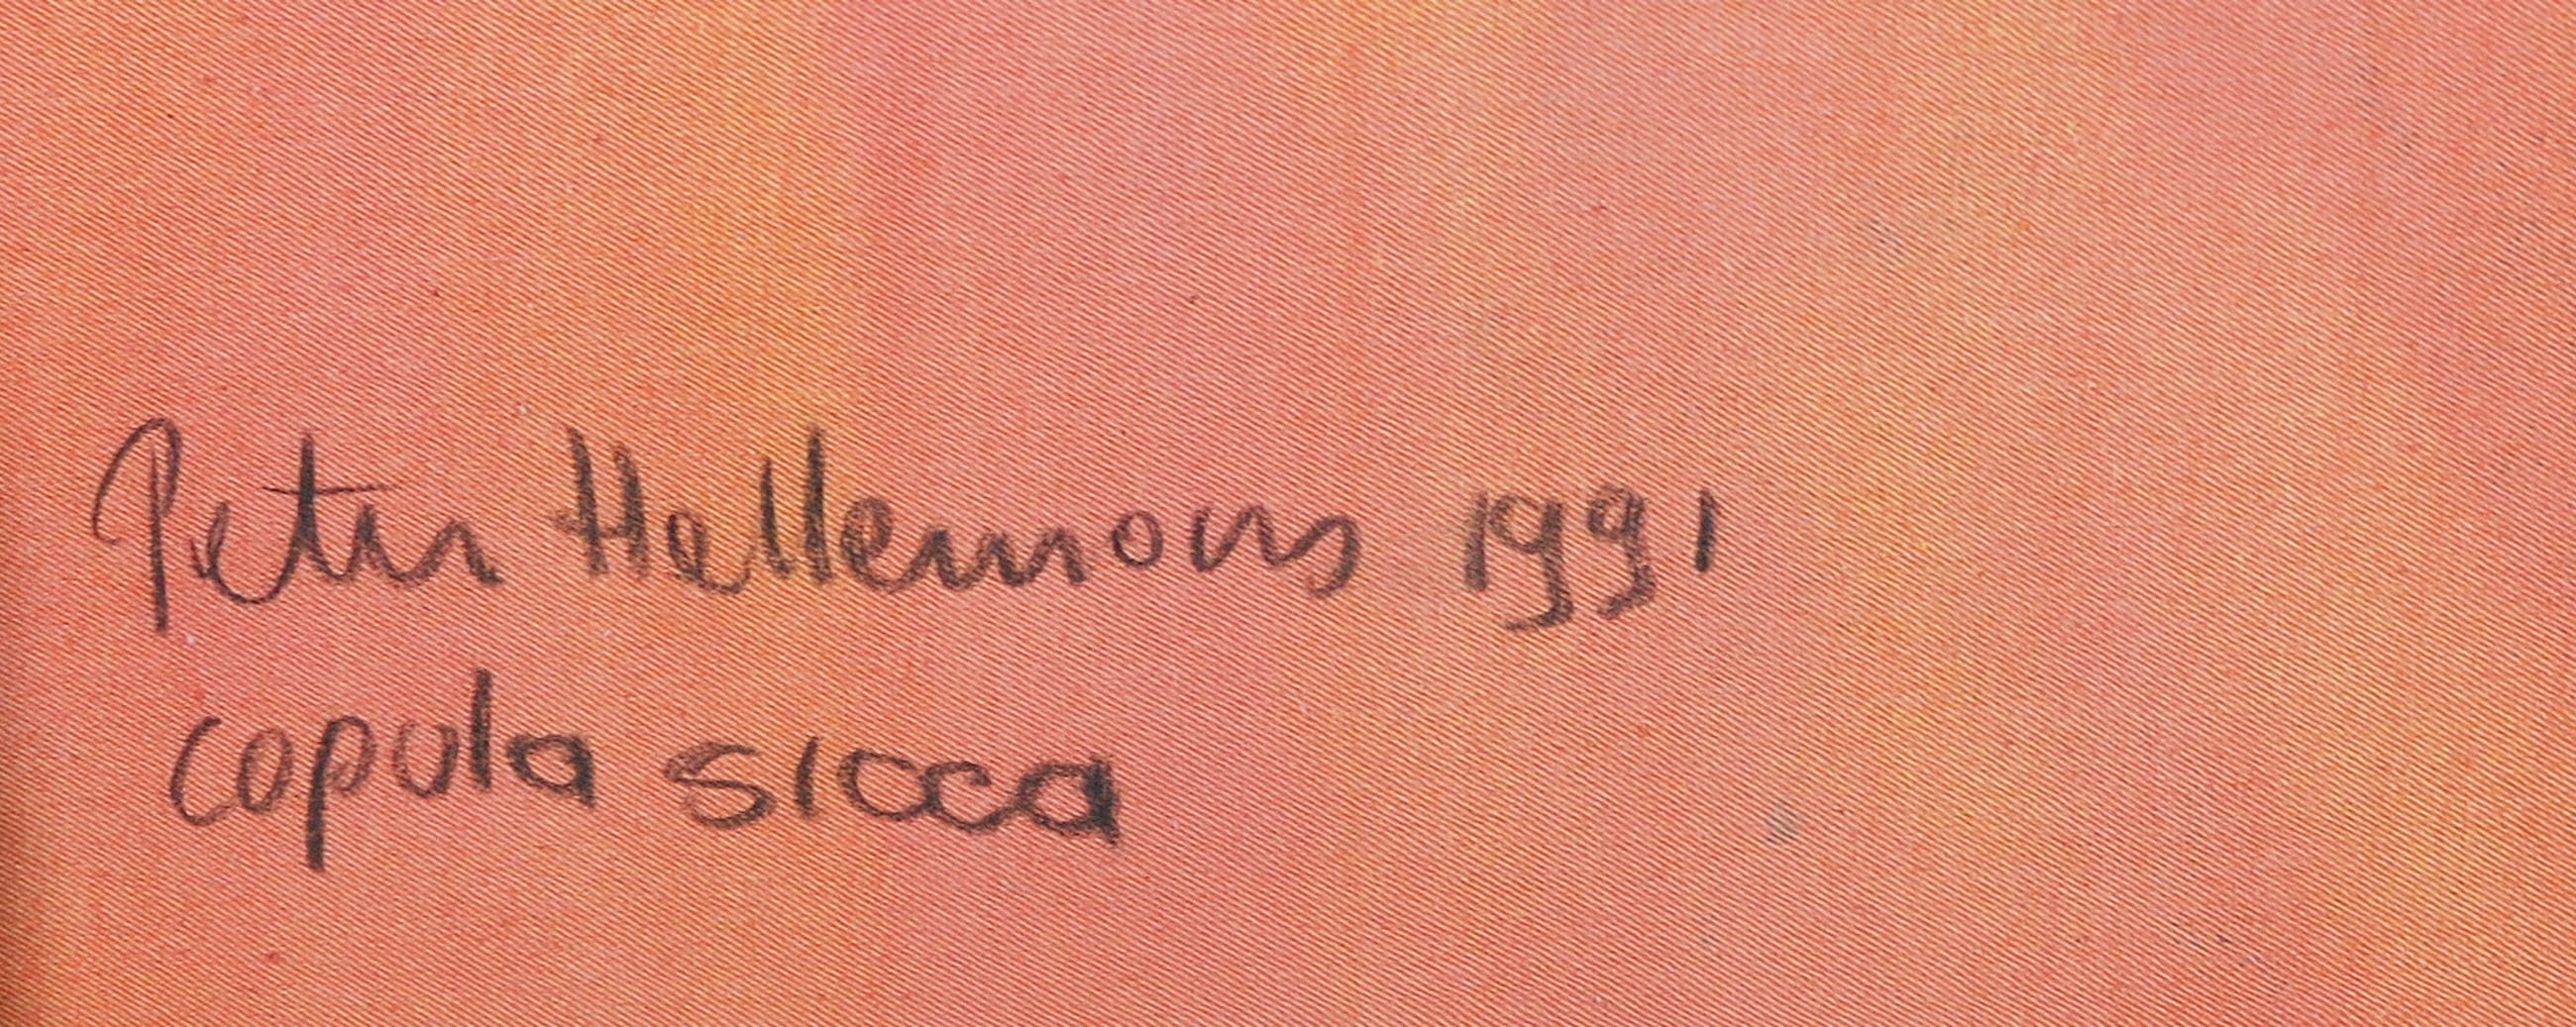 Peter Hellemons 1991
copula sicca